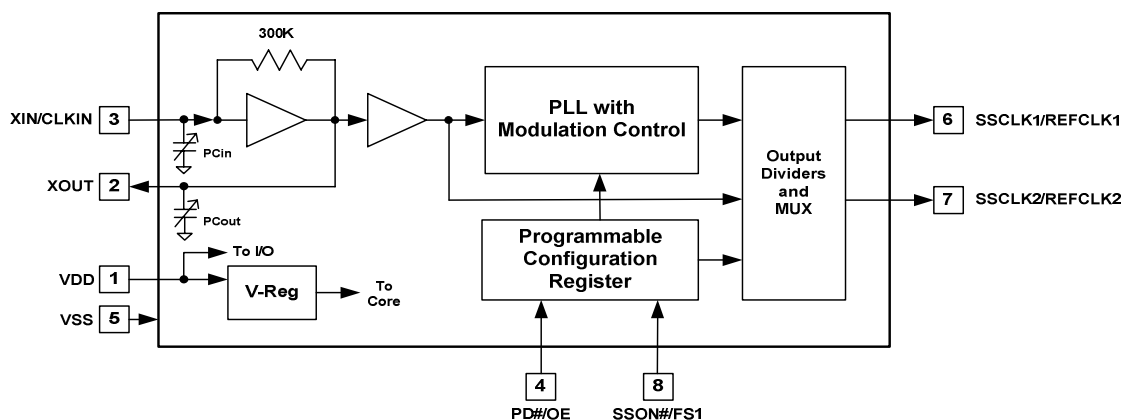 300K
XIN/CLKIN
3
PCin
XOUT
2
PCout
To I/O
VDD
1
V-Reg
To
Core
VSS
5
PLL with
Modulation Control
Programmable
Configuration
Register
Output
Dividers
and
MUX
6
SSCLK1/REFCLK1
7
SSCLK2/REFCLK2
4
PD#/OE
8
SSON#/FS1